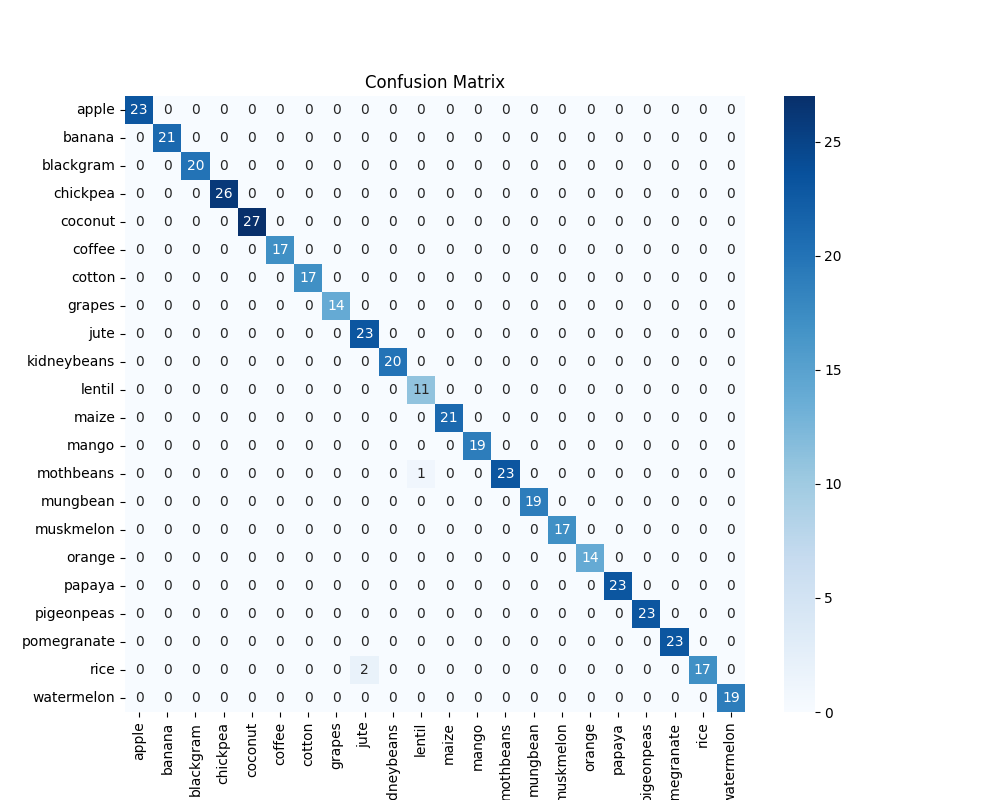 Confusion Matrix
apple 23 0 0 0 0 0 0 0 0 0 0 0 0 0 0 0 0 0 0 0 0 0
banana 0 21 0 0 0 0 0 0 0 0 0 0 0 0 0 0 0 0 0 0 0 0
blackgram 0 0 20 0 0 0 0 0 0 0 0 0 0 0 0 0 0 0 0 0 0 0
chickpea 0 0 0 26 0 0 0 0 0 0 0 0 0 0 0 0 0 0 0 0 0 0
coconut 0 0 0 0 27 0 0 0 0 0 0 0 0 0 0 0 0 0 0 0 0 0
coffee 0 0 0 0 0 17 0 0 0 0 0 0 0 0 0 0 0 0 0 0 0 0
cotton 0 0 0 0 0 0 17 0 0 0 0 0 0 0 0 0 0 0 0 0 0 0
grapes 0 0 0 0 0 0 0 14 0 0 0 0 0 0 0 0 0 0 0 0 0 0
jute 0 0 0 0 0 0 0 0 23 0 0 0 0 0 0 0 0 0 0 0 0 0
kidneybeans 0 0 0 0 0 0 0 0 0 20 0 0 0 0 0 0 0 0 0 0 0 0
lentil 0 0 0 0 0 0 0 0 0 0 11 0 0 0 0 0 0 0 0 0 0 0
maize 0 0 0 0 0 0 0 0 0 0 0 21 0 0 0 0 0 0 0 0 0 0
mango 0 0 0 0 0 0 0 0 0 0 0 0 19 0 0 0 0 0 0 0 0 0
mothbeans 0 0 0 0 0 0 0 0 0 0 1 0 0 23 0 0 0 0 0 0 0 0
mungbean 0 0 0 0 0 0 0 0 0 0 0 0 0 0 19 0 0 0 0 0 0 0
muskmelon 0 0 0 0 0 0 0 0 0 0 0 0 0 0 0 17 0 0 0 0 0 0
orange 0 0 0 0 0 0 0 0 0 0 0 0 0 0 0 0 14 0 0 0 0 0
papaya 0 0 0 0 0 0 0 0 0 0 0 0 0 0 0 0 0 23 0 0 0 0
pigeonpeas 0 0 0 0 0 0 0 0 0 0 0 0 0 0 0 0 0 0 23 0 0 0
pomegranate 0 0 0 0 0 0 0 0 0 0 0 0 0 0 0 0 0 0 0 23 0 0
rice 0 0 0 0 0 0 0 0 2 0 0 0 0 0 0 0 0 0 0 0 17 0
watermelon 0 0 0 0 0 0 0 0 0 0 0 0 0 0 0 0 0 0 0 0 0 19
apple
banana
blackgram
chickpea
coconut
coffee
cotton
grapes
jute
dneybeans
lentil
maize
mango
mothbeans
mungbean
muskmelon
orange
papaya
pigeonpeas
megranate
rice
watermelon
25
20
15
10
5
0